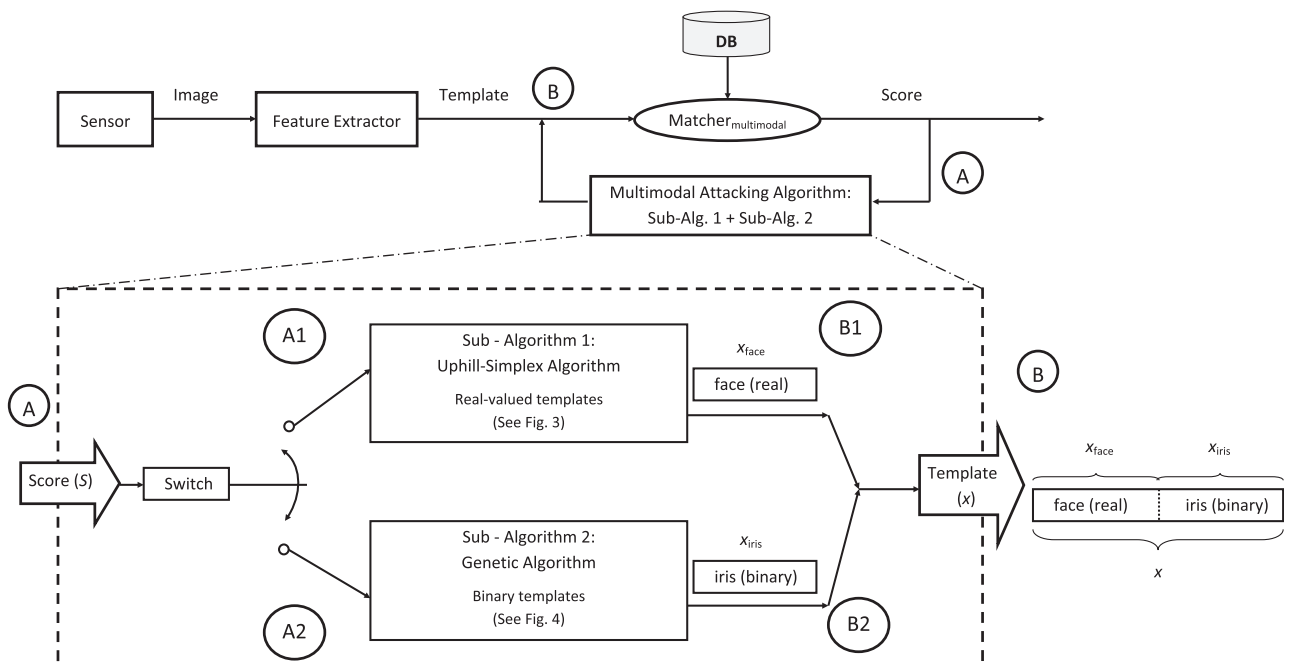 DB
Image
Template
B
Score
Sensor
Feature Extractor
Matchermultimodal
A
Multimodal Attacking Algorithm:
Sub-Alg. 1 + Sub-Alg. 2
A1
Sub - Algorithm 1:
Uphill-Simplex Algorithm
Real-valued templates
(See Fig. 3)
B1
xface
face (real)
B
A
Score (S)
Switch
Template
(x)
xface
xiris
face (real)
iris (binary)
x
Sub - Algorithm 2:
Genetic Algorithm
Binary templates
(See Fig. 4)
xiris
iris (binary)
A2
B2